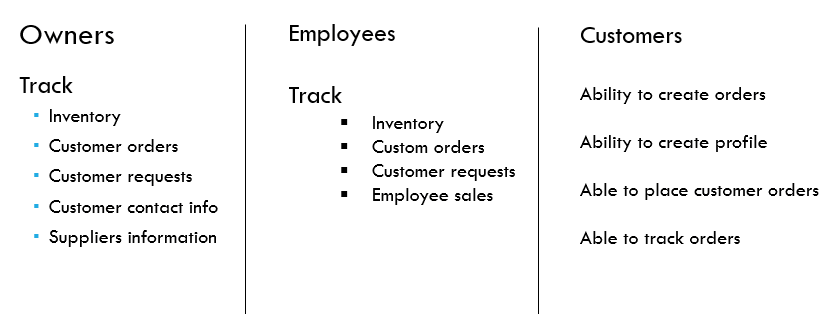 Owners
Track
Inventory
Customer orders
Customer requests
Customer contact info
Suppliers information
Employees
Track
Inventory
Custom orders
Customer requests
Employee sales
Customers
Ability to create orders
Ability to create profile
Able to place customer orders
Able to track orders